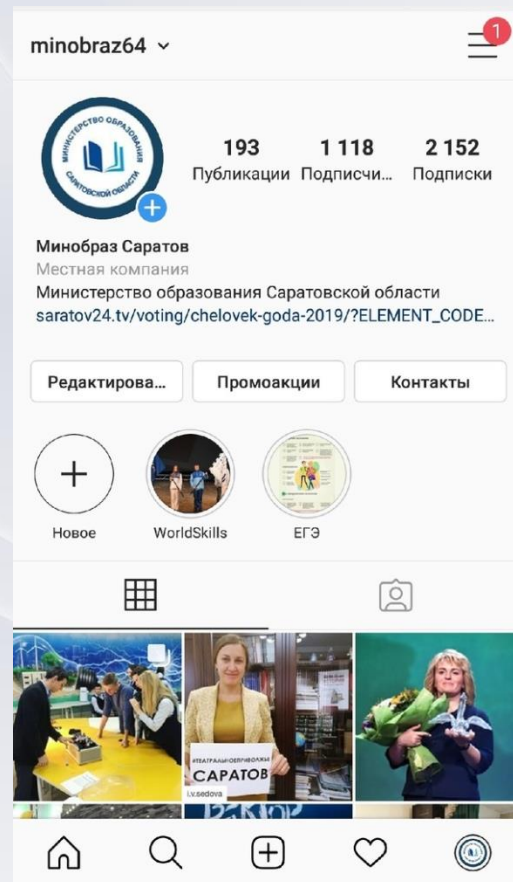 minobraz64
1
МИНИСТЕРСТВО ОБРАЗОВАНИЯ
САРАТОВСКОЙ ОБЛАСТИ
193 1 118 2 152
Публикации Подписчи... Подписки
Минобраз Саратов
Местная компания
Министерство образования Саратовской области
saratov24.tv/voting/chelovek-goda-2019/?ELEMENT_CODE...
Редактирова... Промоакции Контакты
Новое WorldSkills ЕГЭ
#ТЕАТРАЛЬНОЕПРИВОЛЖЬЕ
САРАТОВ
i.v.sedova